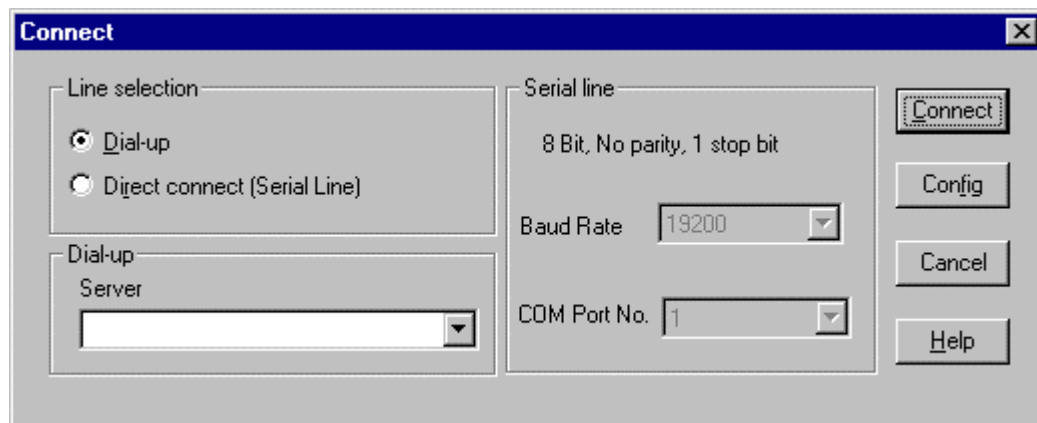 Connect
Line selection
Dial-up
Direct connect (Serial Line)
Dial-up
Server
Serial line
8 Bit, No parity, 1 stop bit
Baud Rate 19200
COM Port No. 1
Connect
Config
Cancel
Help